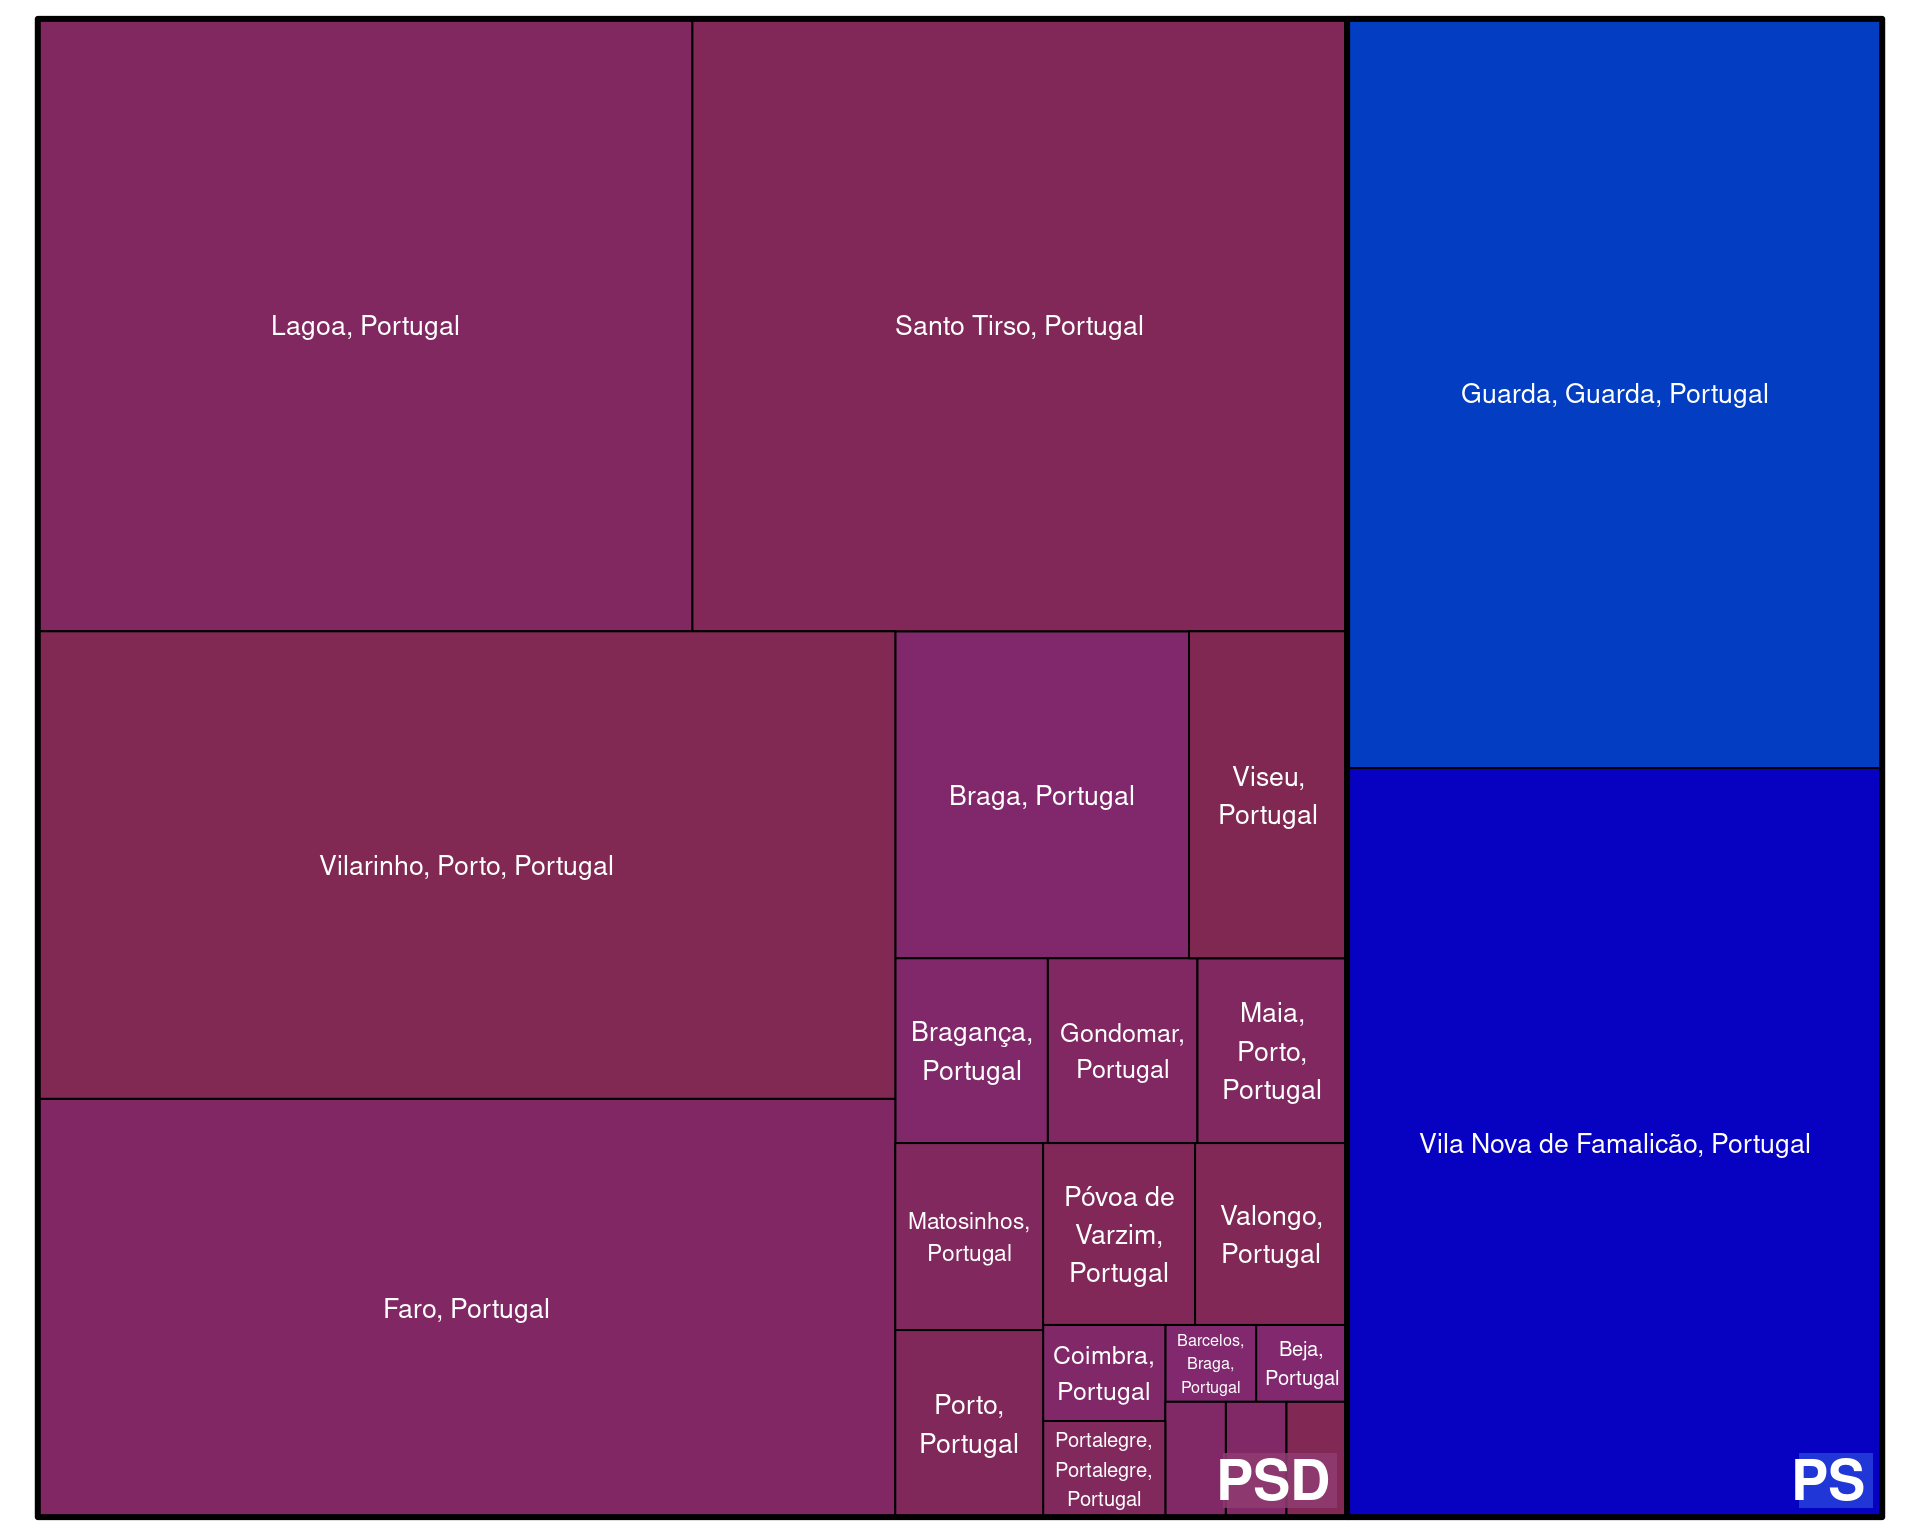 Lagoa, Portugal
Santo Tirso, Portugal
Guarda, Guarda, Portugal
Vilarinho, Porto, Portugal
Braga, Portugal
Viseu,
Portugal
Bragança,
Portugal
Gondomar,
Portugal
Maia,
Porto,
Portugal
Vila Nova de Famalicão, Portugal
Matosinhos,
Portugal
Póvoa de
Varzim,
Portugal
Valongo,
Portugal
Faro, Portugal
Porto,
Portugal
Coimbra,
Portugal
Barcelos,
Braga,
Portugal
Beja,
Portugal
Portalegre,
Portalegre,
Portugal
PSD
PS